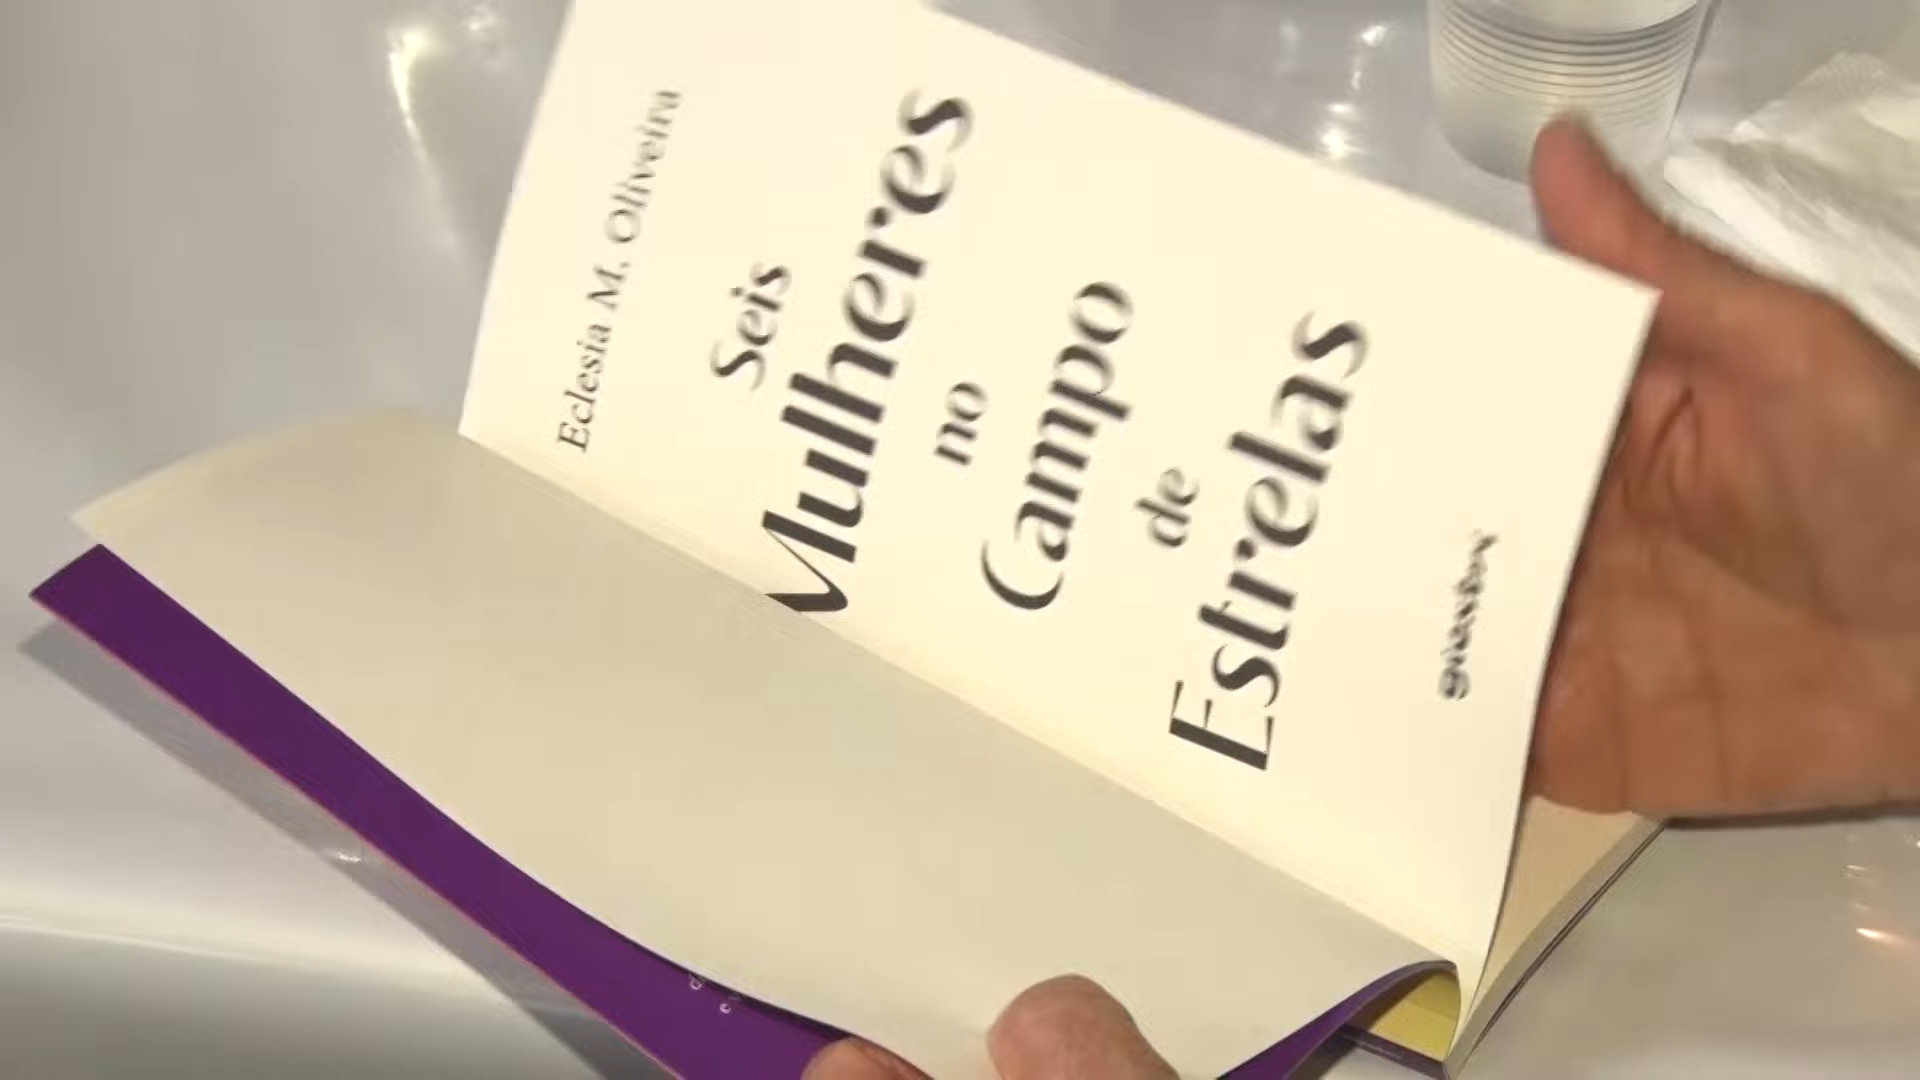 Eclesia M. Oliveira
Seis
Mulheres
no
Campo
de
Estrelas